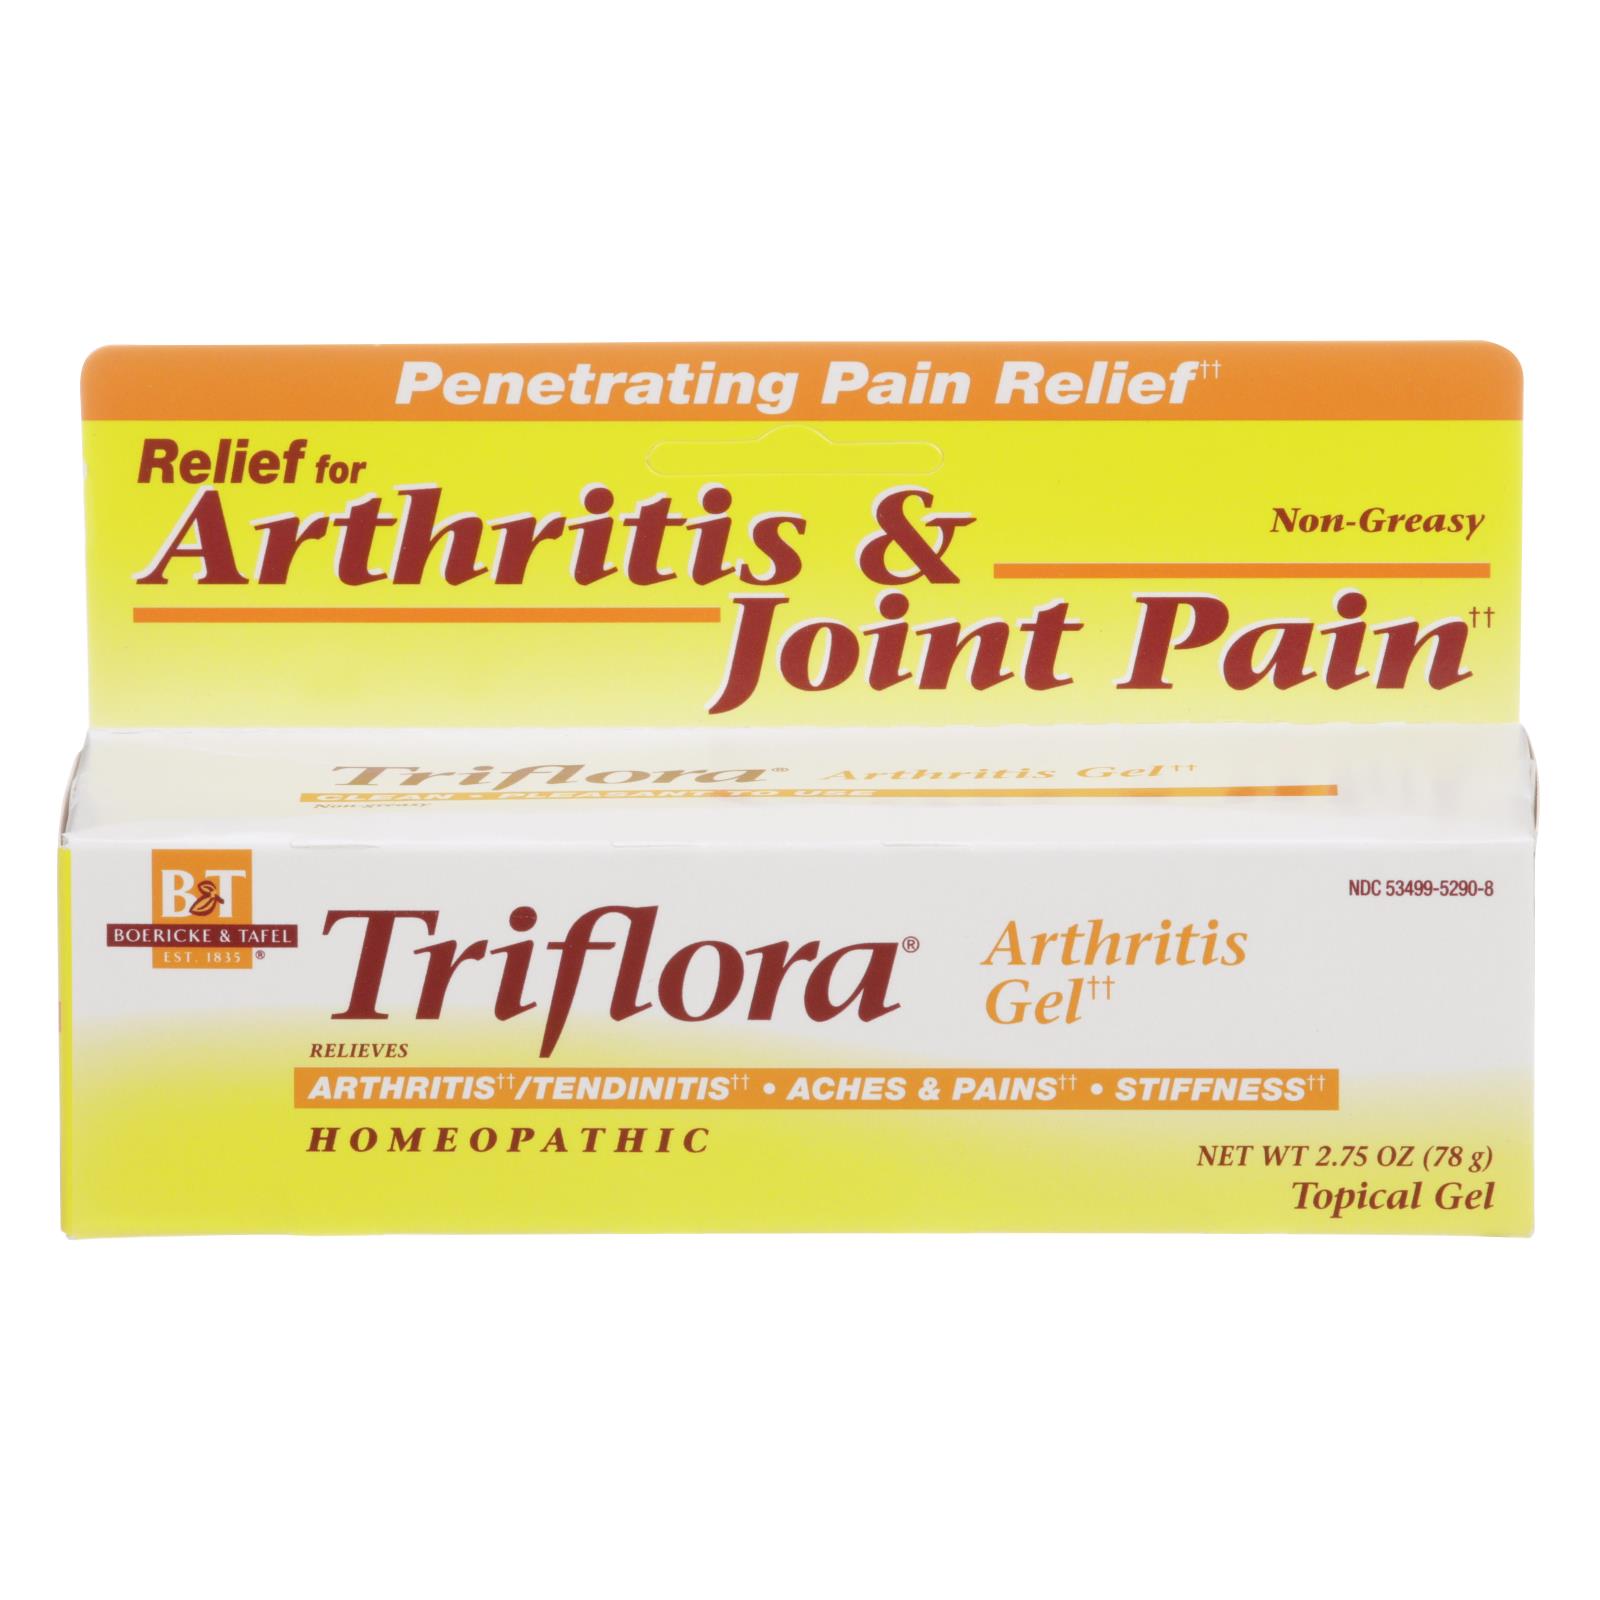 Penetrating Pain Relief††
Relief for
Arthritis &
Non-Greasy
Joint Pain††
Triflora® Arthritis Gel††
CLEAN • PLEASANT TO USE
Non-greasy
B&T
BOERICKE & TAFEL
EST. 1835 ®
NDC 53499-5290-8
Triflora®
Arthritis
Gel††
RELIEVES
ARTHRITIS††/TENDINITIS†† • ACHES & PAINS†† • STIFFNESS††
HOMEOPATHIC
NET WT 2.75 OZ (78 g)
Topical Gel